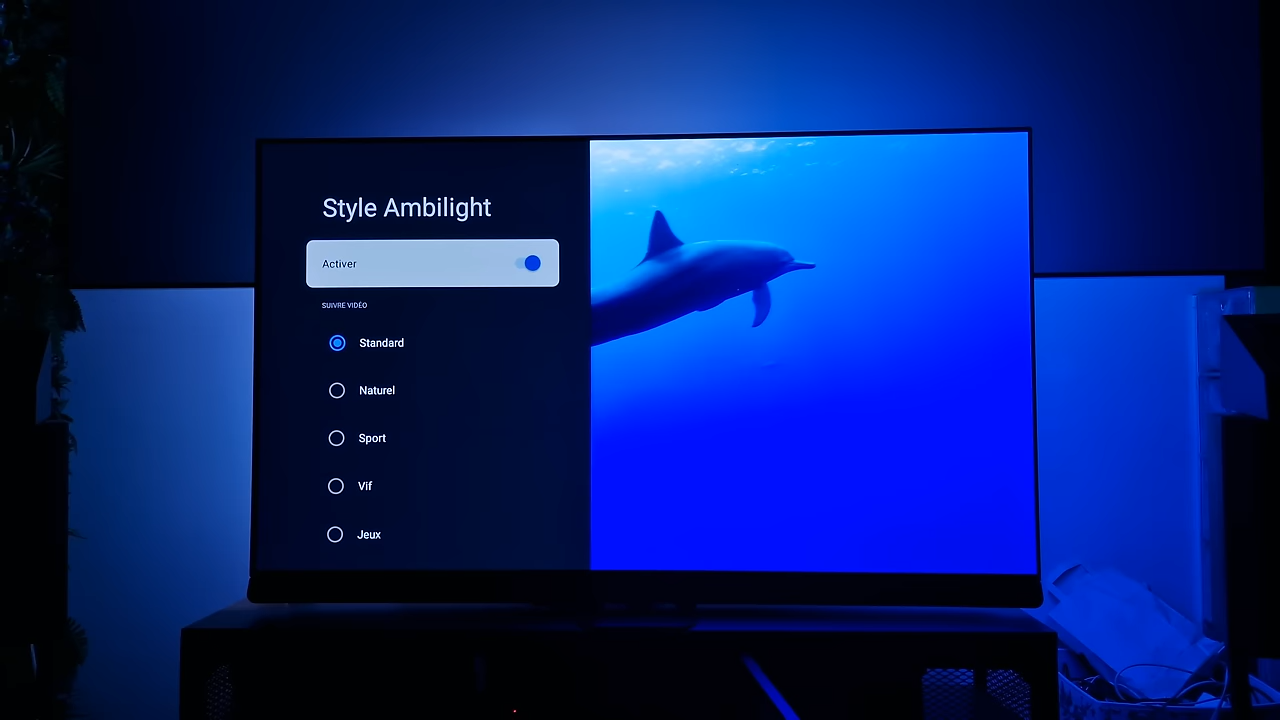 Style Ambilight
Activer
SUIVRE VIDÉO
Standard
Naturel
Sport
Vif
Jeux